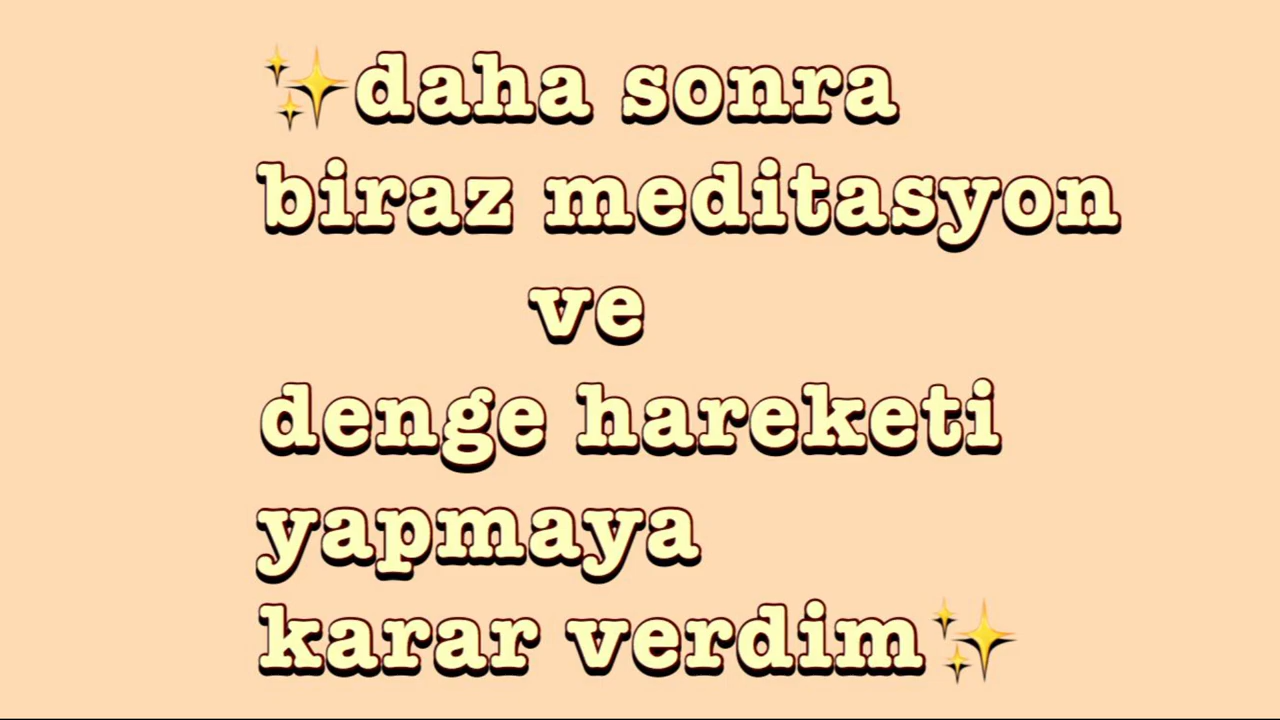 ✨daha sonra
biraz meditasyon
ve
denge hareketi
yapmaya
karar verdim✨